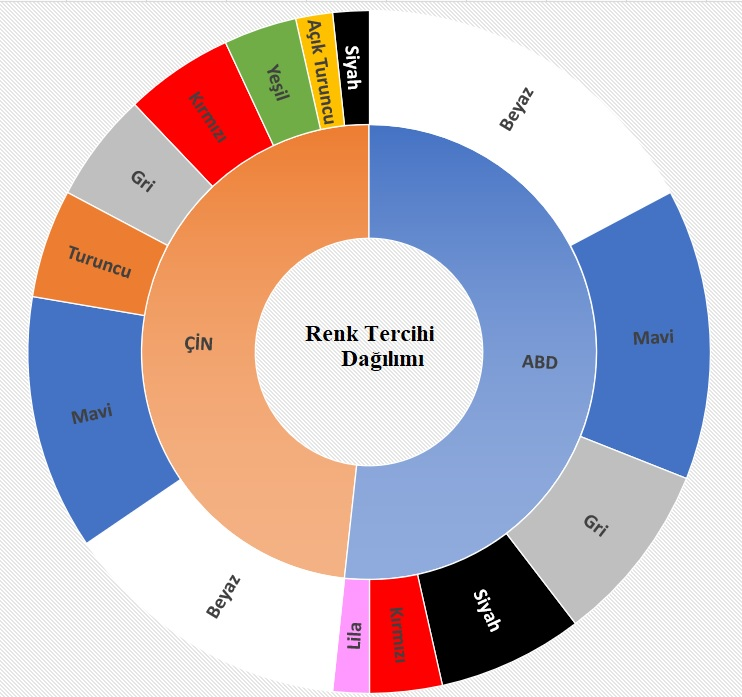 Renk Tercihi
Dağılımı
ABD
Beyaz
Mavi
Gri
Siyah
Kırmızı
Lila
ÇİN
Beyaz
Mavi
Turuncu
Gri
Kırmızı
Yeşil
Açık Turuncu
Siyah